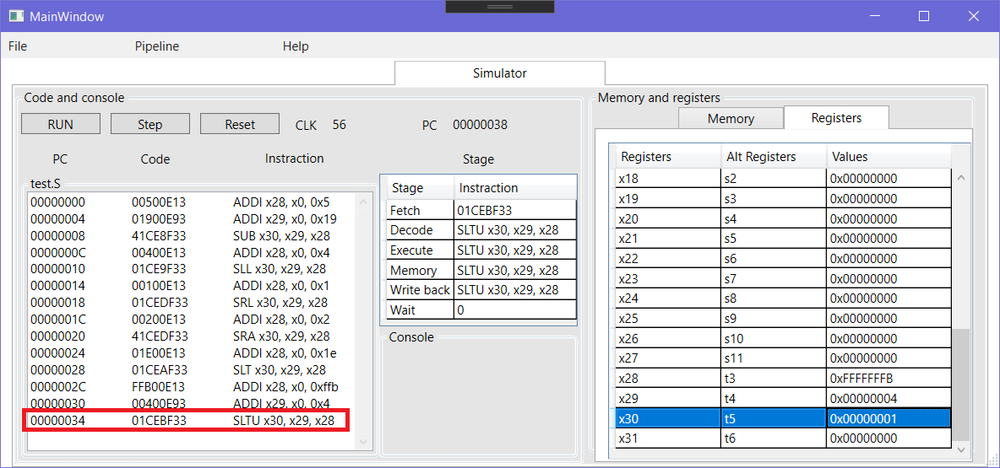 MainWindow
File Pipeline Help
Simulator
Code and console
RUN Step Reset CLK 56 PC 00000038
PC Code Instraction Stage
test.S
00000000 00500E13 ADDI x28, x0, 0x5
00000004 01900E93 ADDI x29, x0, 0x19
00000008 41CE8F33 SUB x30, x29, x28
0000000C 00400E13 ADDI x28, x0, 0x4
00000010 01CE9F33 SLL x30, x29, x28
00000014 00100E13 ADDI x28, x0, 0x1
00000018 01CEDF33 SRL x30, x29, x28
0000001C 00200E13 ADDI x28, x0, 0x2
00000020 41CEDF33 SRA x30, x29, x28
00000024 01E00E13 ADDI x28, x0, 0x1e
00000028 01CEAF33 SLT x30, x29, x28
0000002C FFB00E13 ADDI x28, x0, 0xffb
00000030 00400E93 ADDI x29, x0, 0x4
00000034 01CEBF33 SLTU x30, x29, x28
Stage Instraction
Fetch 01CEBF33
Decode SLTU x30, x29, x28
Execute SLTU x30, x29, x28
Memory SLTU x30, x29, x28
Write back SLTU x30, x29, x28
Wait 0
Console
Memory and registers
Memory Registers
Registers Alt Registers Values
x18 s2 0x00000000
x19 s3 0x00000000
x20 s4 0x00000000
x21 s5 0x00000000
x22 s6 0x00000000
x23 s7 0x00000000
x24 s8 0x00000000
x25 s9 0x00000000
x26 s10 0x00000000
x27 s11 0x00000000
x28 t3 0xFFFFFFFB
x29 t4 0x00000004
x30 t5 0x00000001
x31 t6 0x00000000